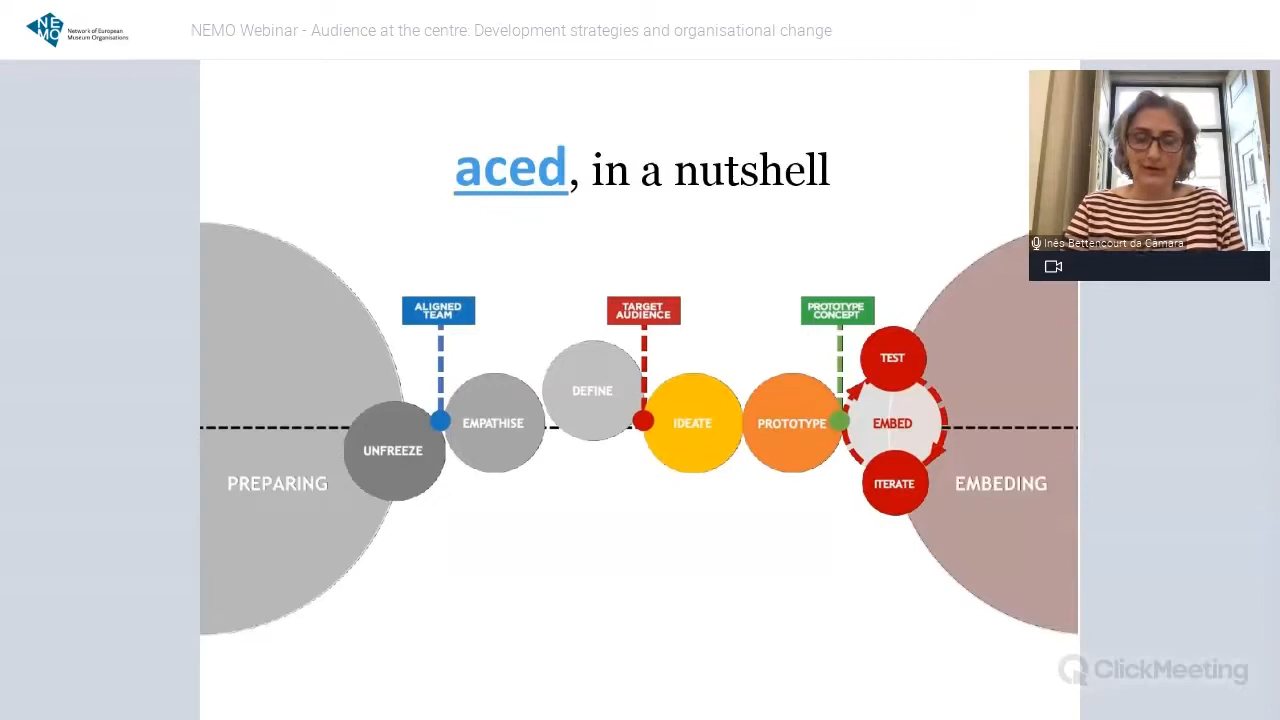 NE
MO
Network of European
Museum Organisations
NEMO Webinar - Audience at the centre. Development strategies and organisational change
aced, in a nutshell
Inês Bettencourt da Câmara
ALIGNED
TEAM
TARGET
AUDIENCE
PROTOTYPE
CONCEPT
TEST
DEFINE
UNFREEZE
EMPATHISE
IDEATE
PROTOTYPE
EMBED
PREPARING
ITERATE
EMBEDING
ClickMeeting